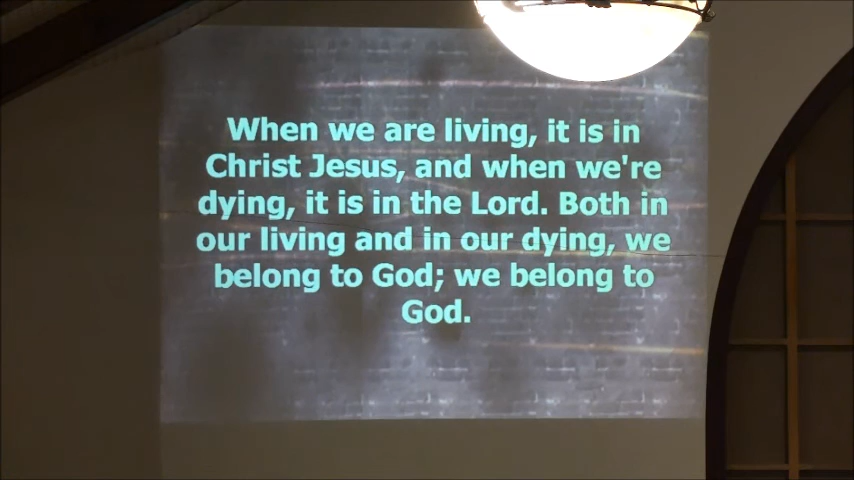 When we are living, it is in
Christ Jesus, and when we're
dying, it is in the Lord. Both in
our living and in our dying, we
belong to God; we belong to
God.